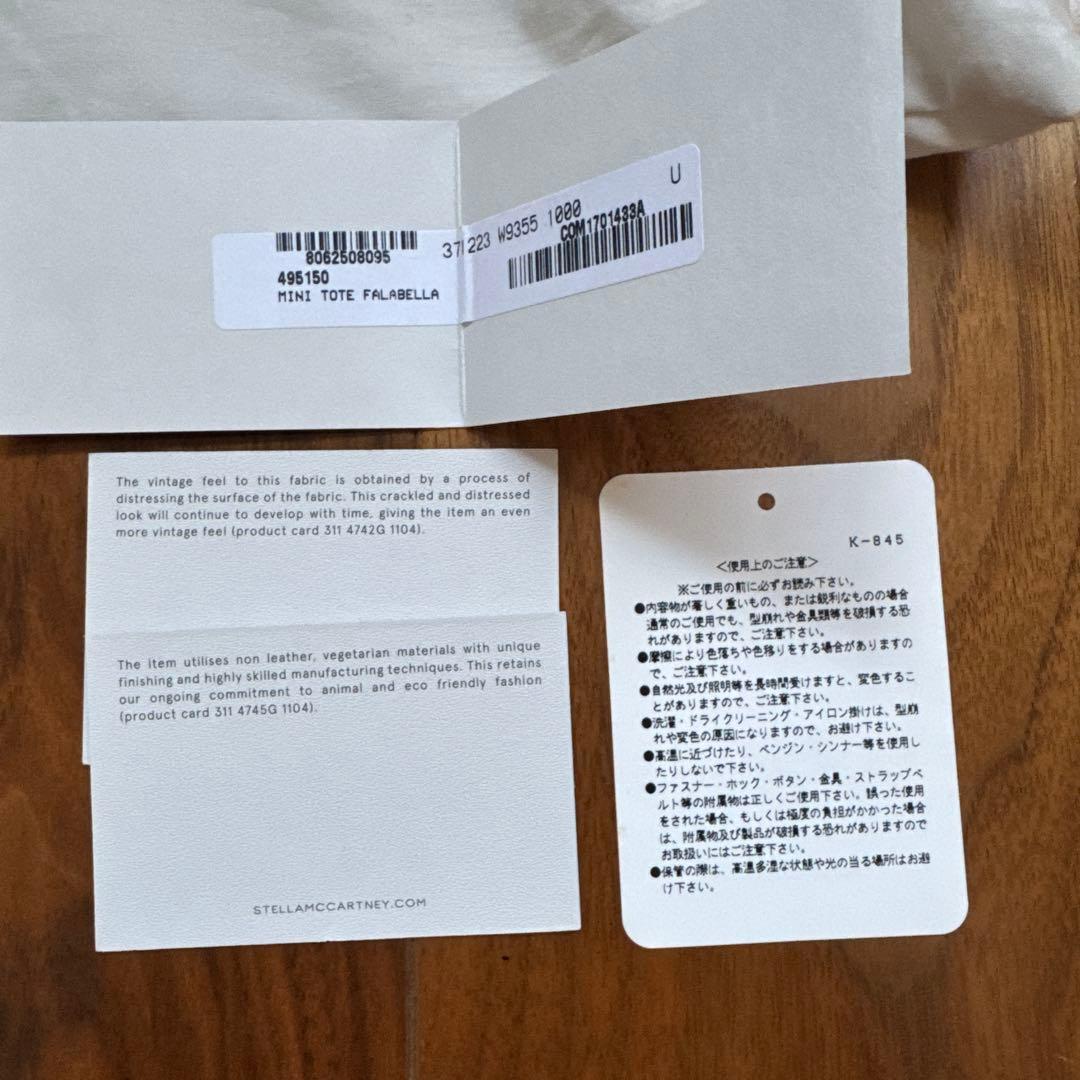 8062508095
495150
MINI TOTE FALABELLA
U
223 W9355 1000
COM1701433A
The vintage feel to this fabric is obtained by a process of
distressing the surface of the fabric. This crackled and distressed
look will continue to develop with time, giving the item an even
more vintage feel (product card 311 4742G 1104).
The item utilises non leather, vegetarian materials with unique
finishing and highly skilled manufacturing techniques. This retains
our ongoing commitment to animal and eco friendly fashion
(product card 311 4745G 1104).
STELLAMCCARTNEY.COM
K-845
<使用上のご注意>
※ご使用の前に必ずお読み下さい。
●内容物が著しく重いもの、または鋭利なものの場合
通常のご使用でも、型崩れや金具類等を破損する恐
れがありますので、ご注意下さい。
●摩擦により色落ちや色移りをする場合がありますの
で、ご注意下さい。
●自然光及び照明等を長時間受けますと、変色するこ
とがありますので、ご注意下さい。
●洗濯・ドライクリーニング・アイロン掛けは、型崩
れや変色の原因になりますので、お避け下さい。
●高温に近づけたり、ベンジン・シンナー等を使用し
たりしないで下さい。
●ファスナー・ホック・ボタン・金具・ストラップベ
ルト等の附属物は正しくご使用下さい。誤った使用
をされた場合、もしくは極度の負担がかかった場合
は、附属物及び製品が破損する恐れがありますので
お取扱いにはご注意下さい。
●保管の際は、高温多湿な状態や光の当る場所はお避
け下さい。